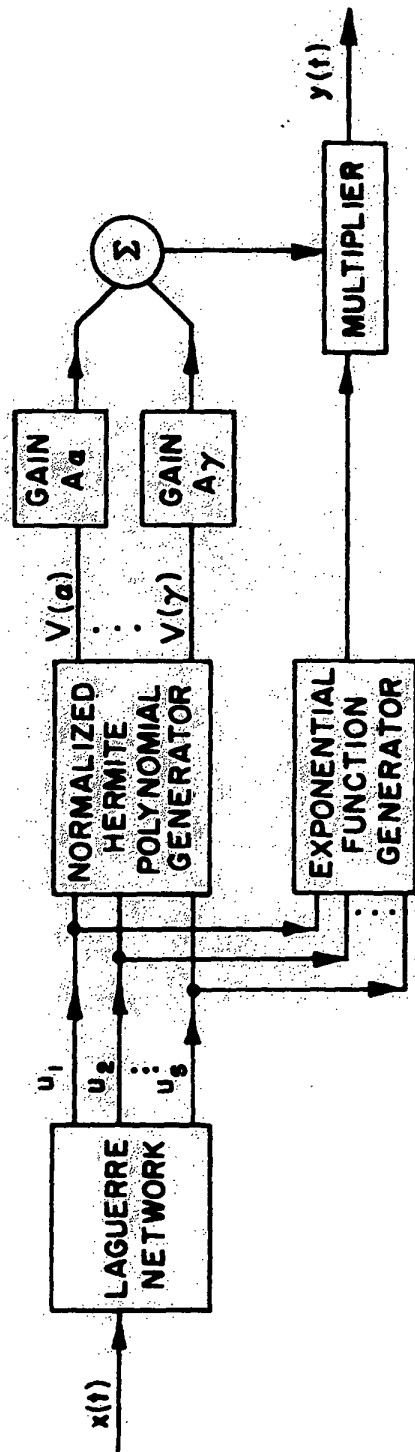 x(t)
LAGUERRE
NETWORK
u₁
u₂
⋮
uₛ
NORMALIZED
HERMITE
POLYNOMIAL
GENERATOR
V(α)
...
V(γ)
GAIN
Aα
GAIN
Aγ
Σ
EXPONENTIAL
FUNCTION
GENERATOR
...
MULTIPLIER
y(t)